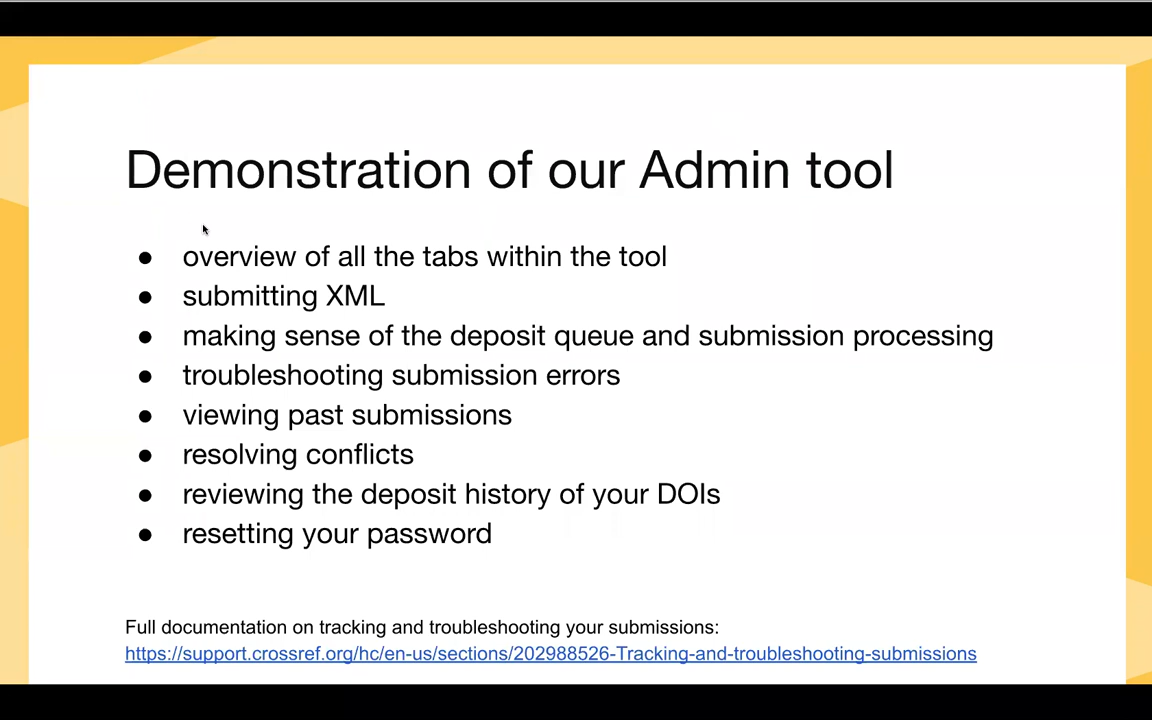 Demonstration of our Admin tool
● overview of all the tabs within the tool
● submitting XML
● making sense of the deposit queue and submission processing
● troubleshooting submission errors
● viewing past submissions
● resolving conflicts
● reviewing the deposit history of your DOIs
● resetting your password
Full documentation on tracking and troubleshooting your submissions:
https://support.crossref.org/hc/en-us/sections/202988526-Tracking-and-troubleshooting-submissions